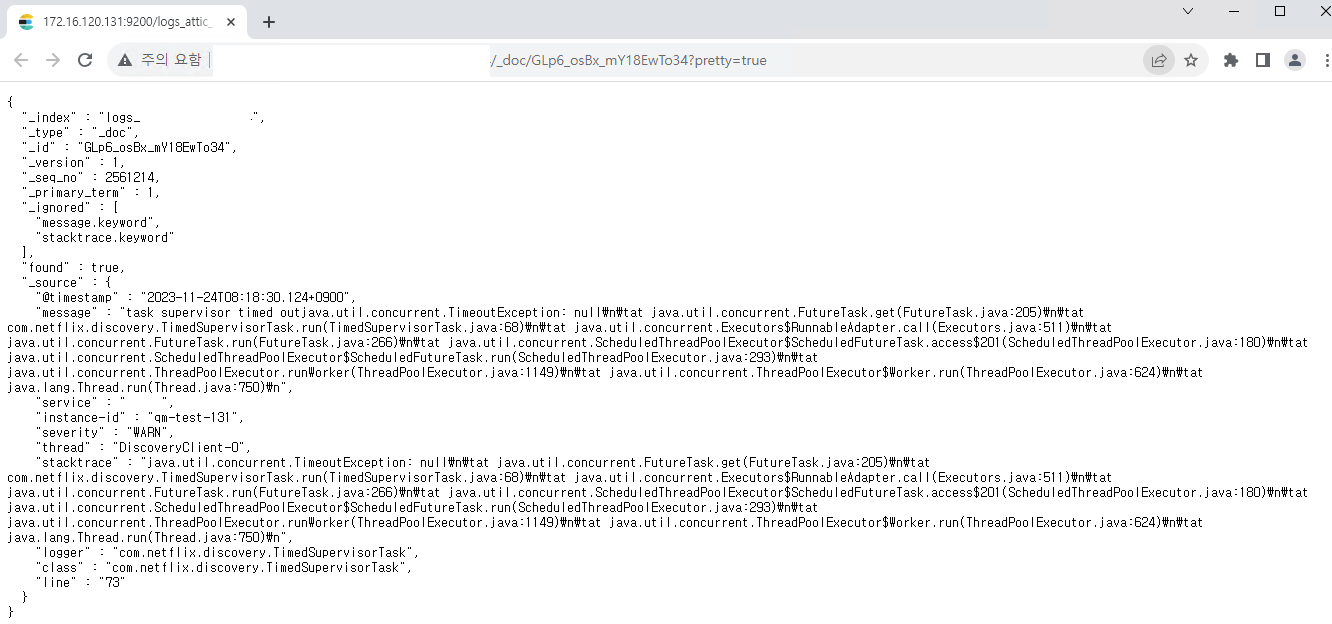 172.16.120.131:9200/logs_attic_
주의 요함
/_doc/GLp6_osBx_mY18EwTo34?pretty=true
{
"_index" : "logs_ ",
"_type" : "_doc",
"_id" : "GLp6_osBx_mY18EwTo34",
"_version" : 1,
"_seq_no" : 2561214,
"_primary_term" : 1,
"_ignored" : [
"message.keyword",
"stacktrace.keyword"
],
"found" : true,
"_source" : {
"@timestamp" : "2023-11-24T08:18:30.124+0900",
"message" : "task supervisor timed outjava.util.concurrent.TimeoutException: null₩n₩tat java.util.concurrent.FutureTask.get(FutureTask.java:205)₩n₩tat
com.netflix.discovery.TimedSupervisorTask.run(TimedSupervisorTask.java:68)₩n₩tat java.util.concurrent.Executors$RunnableAdapter.call(Executors.java:511)₩n₩tat
java.util.concurrent.FutureTask.run(FutureTask.java:266)₩n₩tat java.util.concurrent.ScheduledThreadPoolExecutor$ScheduledFutureTask.access$201(ScheduledThreadPoolExecutor.java:180)₩n₩tat
java.util.concurrent.ScheduledThreadPoolExecutor$ScheduledFutureTask.run(ScheduledThreadPoolExecutor.java:293)₩n₩tat
java.util.concurrent.ThreadPoolExecutor.runWorker(ThreadPoolExecutor.java:1149)₩n₩tat java.util.concurrent.ThreadPoolExecutor$Worker.run(ThreadPoolExecutor.java:624)₩n₩tat
java.lang.Thread.run(Thread.java:750)₩n",
"service" : " ",
"instance-id" : "qm-test-131",
"severity" : "WARN",
"thread" : "DiscoveryClient-0",
"stacktrace" : "java.util.concurrent.TimeoutException: null₩n₩tat java.util.concurrent.FutureTask.get(FutureTask.java:205)₩n₩tat
com.netflix.discovery.TimedSupervisorTask.run(TimedSupervisorTask.java:68)₩n₩tat java.util.concurrent.Executors$RunnableAdapter.call(Executors.java:511)₩n₩tat
java.util.concurrent.FutureTask.run(FutureTask.java:266)₩n₩tat java.util.concurrent.ScheduledThreadPoolExecutor$ScheduledFutureTask.access$201(ScheduledThreadPoolExecutor.java:180)₩n₩tat
java.util.concurrent.ScheduledThreadPoolExecutor$ScheduledFutureTask.run(ScheduledThreadPoolExecutor.java:293)₩n₩tat
java.util.concurrent.ThreadPoolExecutor.runWorker(ThreadPoolExecutor.java:1149)₩n₩tat java.util.concurrent.ThreadPoolExecutor$Worker.run(ThreadPoolExecutor.java:624)₩n₩tat
java.lang.Thread.run(Thread.java:750)₩n",
"logger" : "com.netflix.discovery.TimedSupervisorTask",
"class" : "com.netflix.discovery.TimedSupervisorTask",
"line" : "73"
}
}